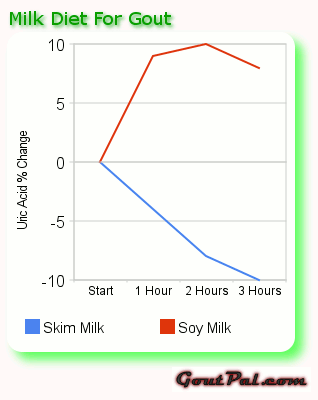 Milk Diet For Gout
10
5
0
-5
-10
Uric Acid % Change
Start 1 Hour 2 Hours 3 Hours
Skim Milk Soy Milk
GoutPal.com